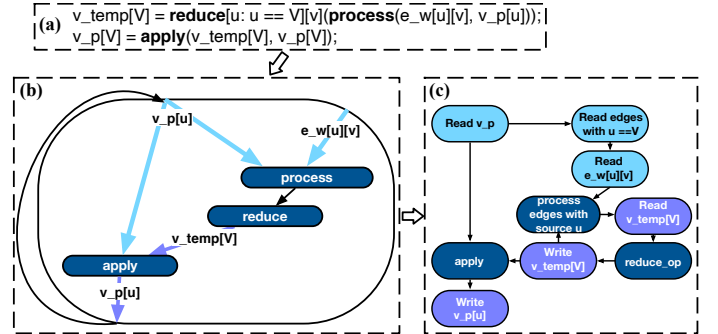 (a) v_temp[V] = reduce[u: u == V][v](process(e_w[u][v], v_p[u]));
v_p[V] = apply(v_temp[V], v_p[V]);
(b)
v_p[u]
e_w[u][v]
process
reduce
v_temp[V]
apply
v_p[u]
(c)
Read v_p
Read edges
with u ==V
Read
e_w[u][v]
process
edges with
source u
Read
v_temp[V]
apply
Write
v_temp[V]
reduce_op
Write
v_p[u]